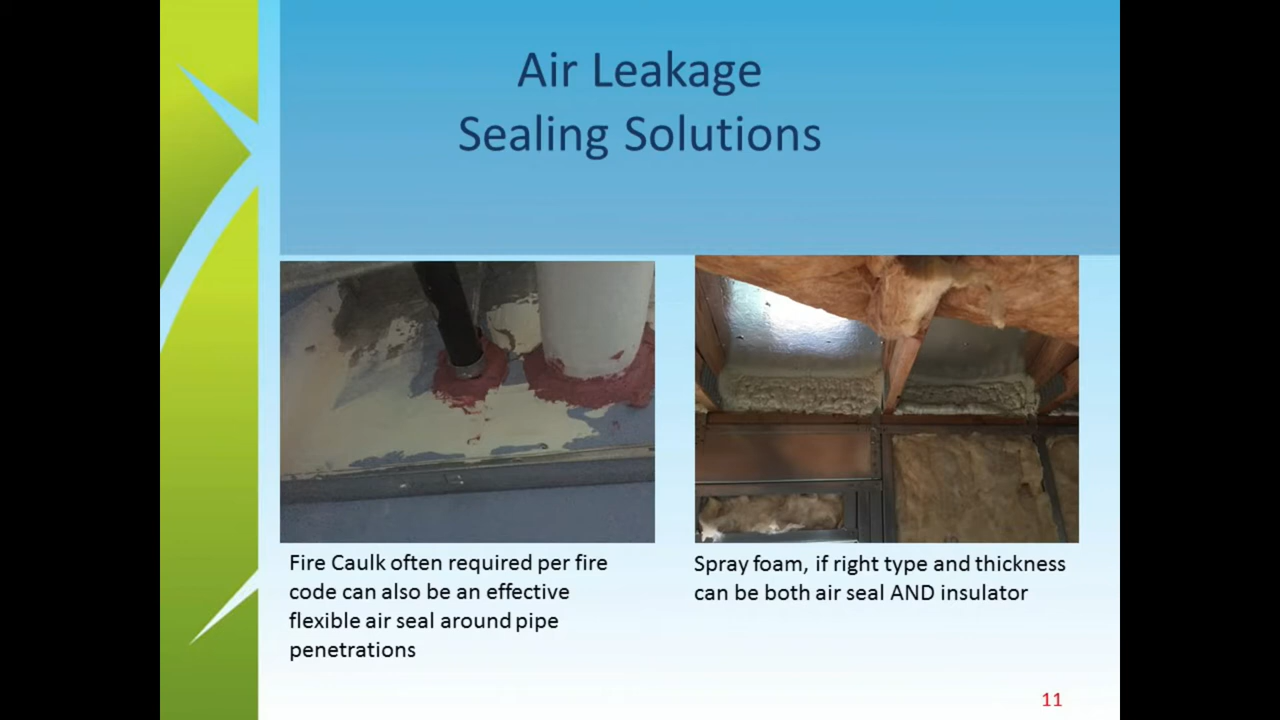 Air Leakage
Sealing Solutions
Fire Caulk often required per fire
code can also be an effective
flexible air seal around pipe
penetrations
Spray foam, if right type and thickness
can be both air seal AND insulator
11